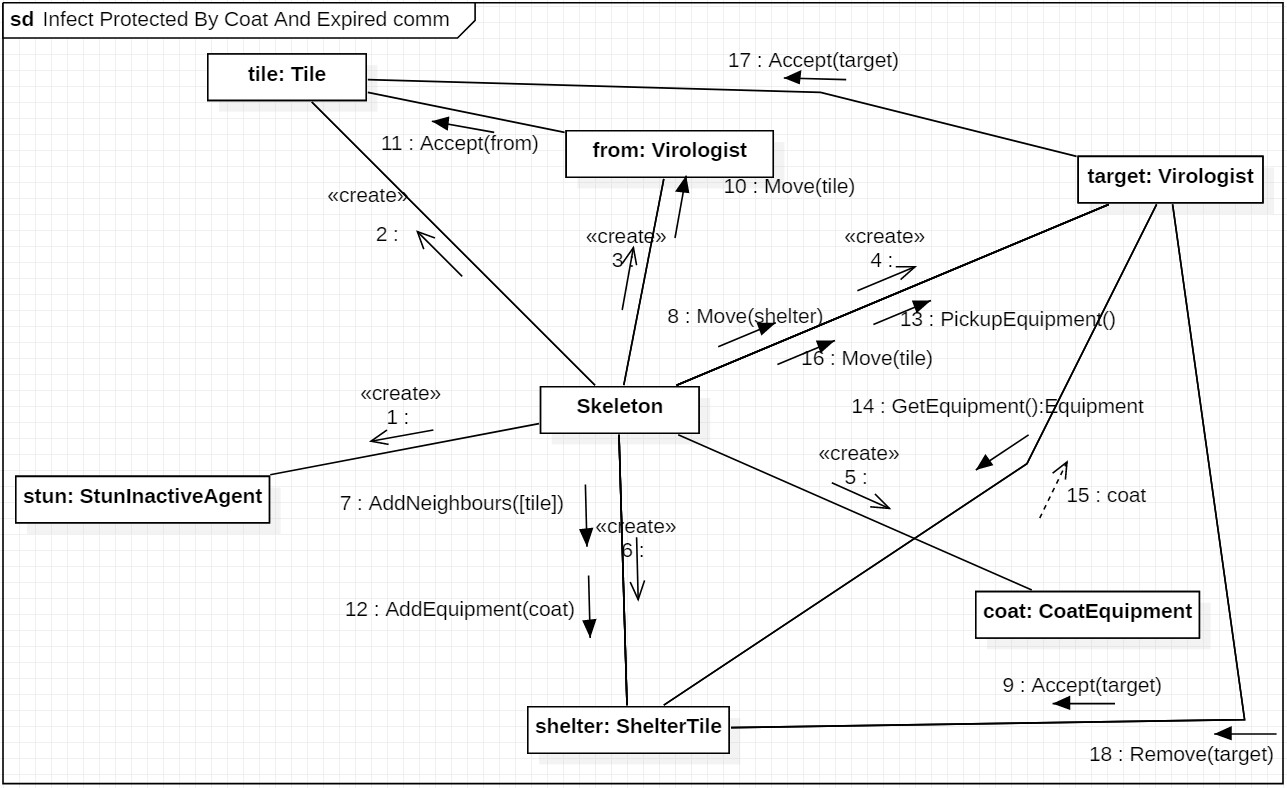 sd Infect Protected By Coat And Expired comm
17 : Accept(target)
tile: Tile
11 : Accept(from)
from: Virologist
target: Virologist
10 : Move(tile)
«create»
2 :
«create»
3 :
«create»
4 :
8 : Move(shelter)
13 : PickupEquipment()
16 : Move(tile)
«create»
1 :
Skeleton
14 : GetEquipment():Equipment
«create»
5 :
stun: StunInactiveAgent
7 : AddNeighbours([tile])
15 : coat
«create»
6 :
12 : AddEquipment(coat)
coat: CoatEquipment
9 : Accept(target)
shelter: ShelterTile
18 : Remove(target)